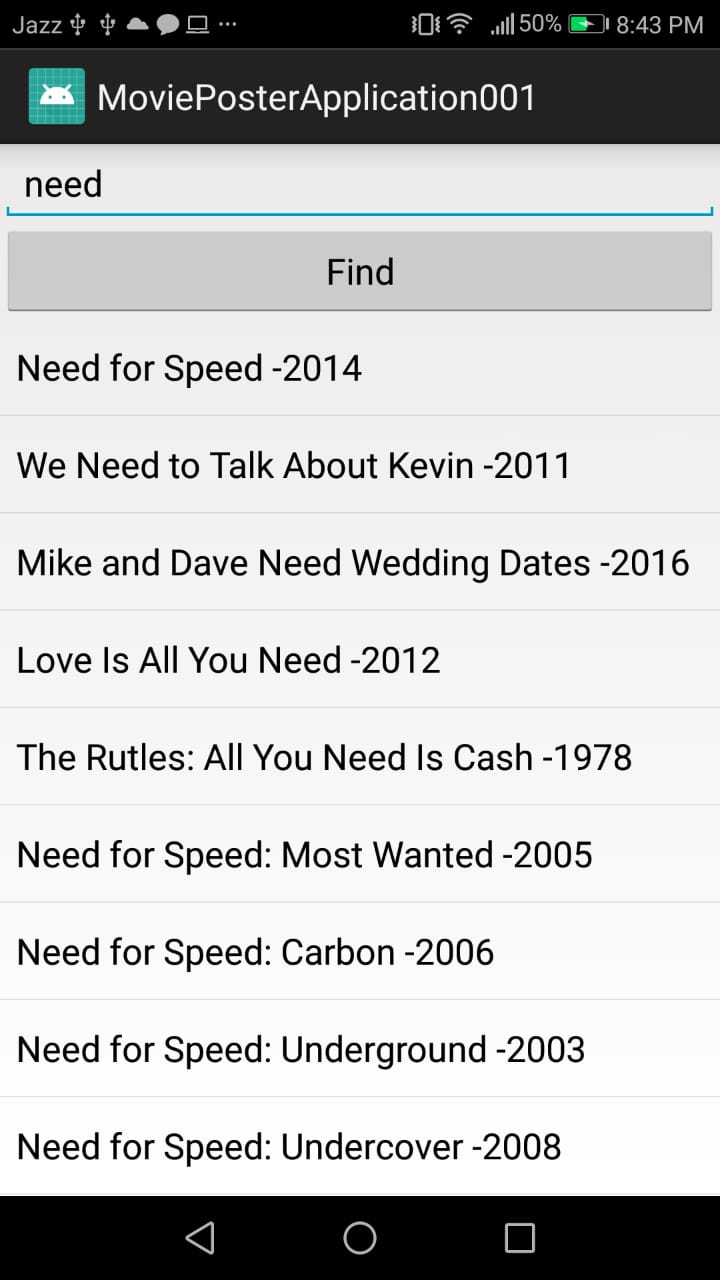 Jazz 50% 8:43 PM
MoviePosterApplication001
need
Find
Need for Speed -2014
We Need to Talk About Kevin -2011
Mike and Dave Need Wedding Dates -2016
Love Is All You Need -2012
The Rutles: All You Need Is Cash -1978
Need for Speed: Most Wanted -2005
Need for Speed: Carbon -2006
Need for Speed: Underground -2003
Need for Speed: Undercover -2008